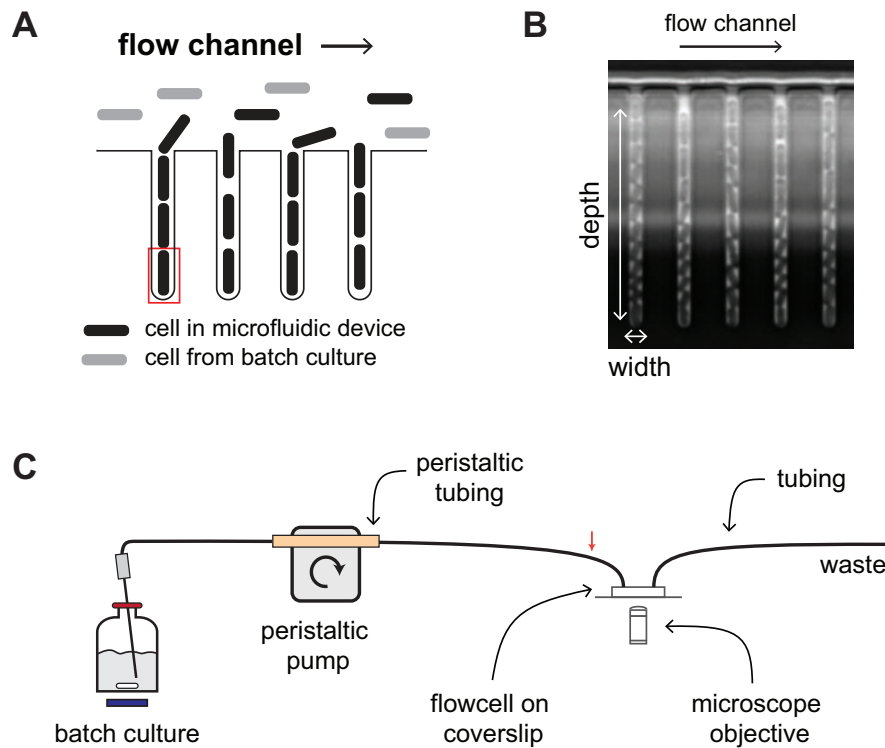 A
flow channel
cell in microfluidic device
cell from batch culture
B
flow channel
depth
width
C
peristaltic
tubing
tubing
waste
peristaltic
pump
batch culture
flowcell on
coverslip
microscope
objective